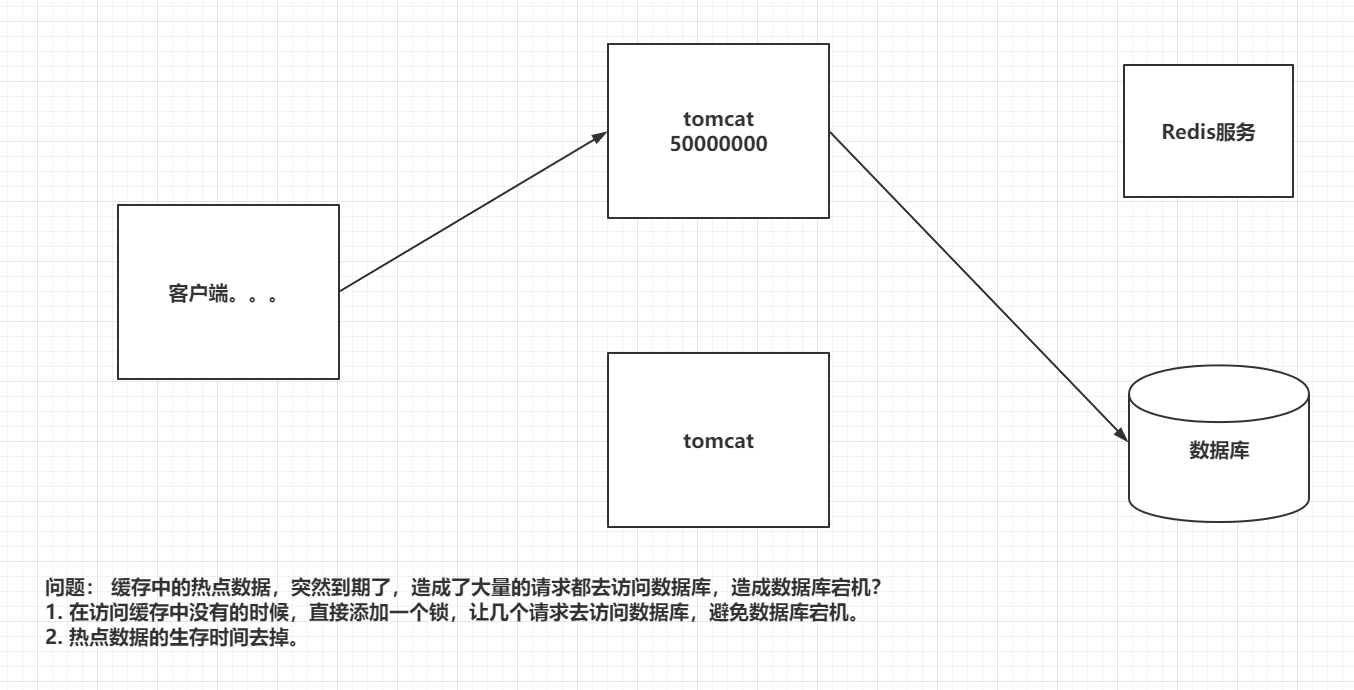 tomcat
50000000
Redis服务
客户端。。。
tomcat
数据库
问题： 缓存中的热点数据，突然到期了，造成了大量的请求都去访问数据库，造成数据库宕机？
1. 在访问缓存中没有的时候，直接添加一个锁，让几个请求去访问数据库，避免数据库宕机。
2. 热点数据的生存时间去掉。